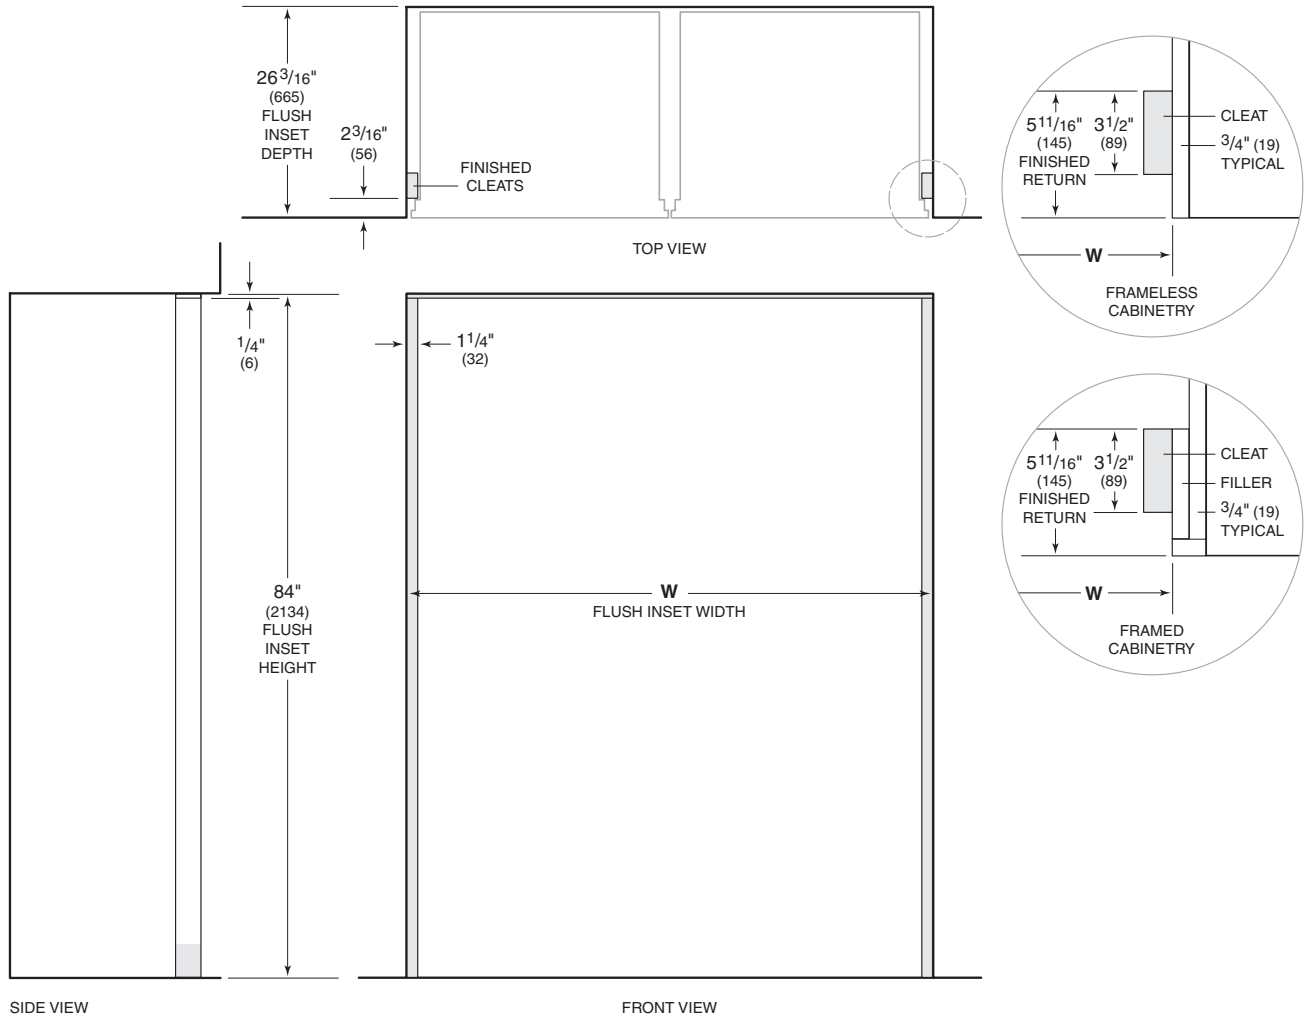 26 3/16"
(665)
FLUSH
INSET
DEPTH
2 3/16"
(56)
FINISHED
CLEATS
TOP VIEW
5 11/16"
(145)
FINISHED
RETURN
3 1/2"
(89)
CLEAT
3/4" (19)
TYPICAL
W
FRAMELESS
CABINETRY
1/4"
(6)
1 1/4"
(32)
84"
(2134)
FLUSH
INSET
HEIGHT
W
FLUSH INSET WIDTH
5 11/16"
(145)
FINISHED
RETURN
3 1/2"
(89)
CLEAT
FILLER
3/4" (19)
TYPICAL
W
FRAMED
CABINETRY
SIDE VIEW
FRONT VIEW